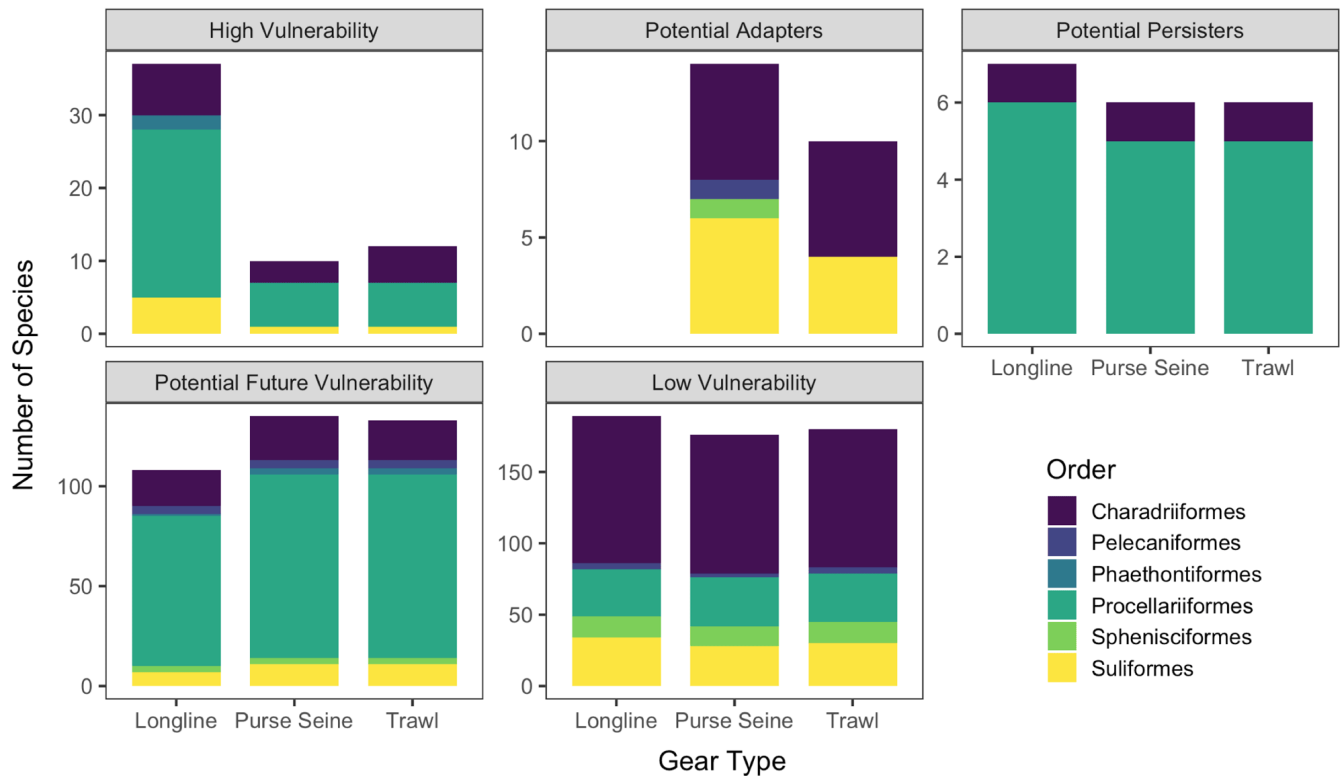 High Vulnerability
Potential Adapters
Potential Persisters
30
20
10
0
10
5
0
6
4
2
0
Longline Purse Seine Trawl
Number of Species
Potential Future Vulnerability
Low Vulnerability
100
50
0
150
100
50
0
Longline Purse Seine Trawl
Longline Purse Seine Trawl
Gear Type
Order
Charadriiformes
Pelecaniformes
Phaethontiformes
Procellariiformes
Sphenisciformes
Suliformes